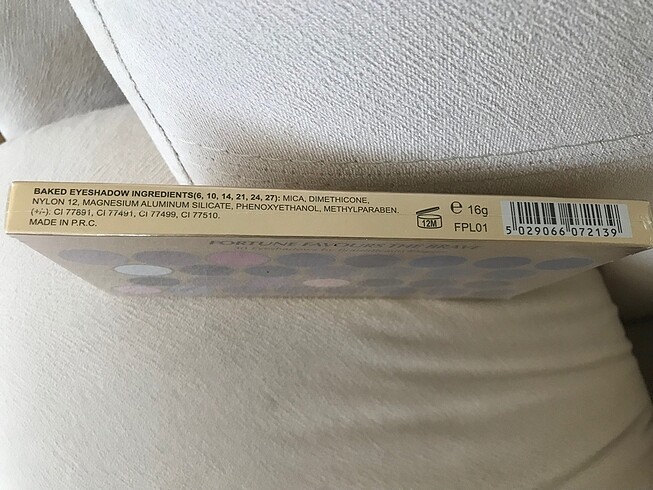 BAKED EYESHADOW INGREDIENTS(6, 10, 14, 21, 24, 27): MICA, DIMETHICONE,
NYLON 12, MAGNESIUM ALUMINUM SILICATE, PHENOXYETHANOL, METHYLPARABEN.
(+/-): CI 77891, CI 77491, CI 77499, CI 77510.
MADE IN P.R.C.
12M
e 16g
FPL01
5 029066 072139
FORTUNE FAVOURS THE BRAVE